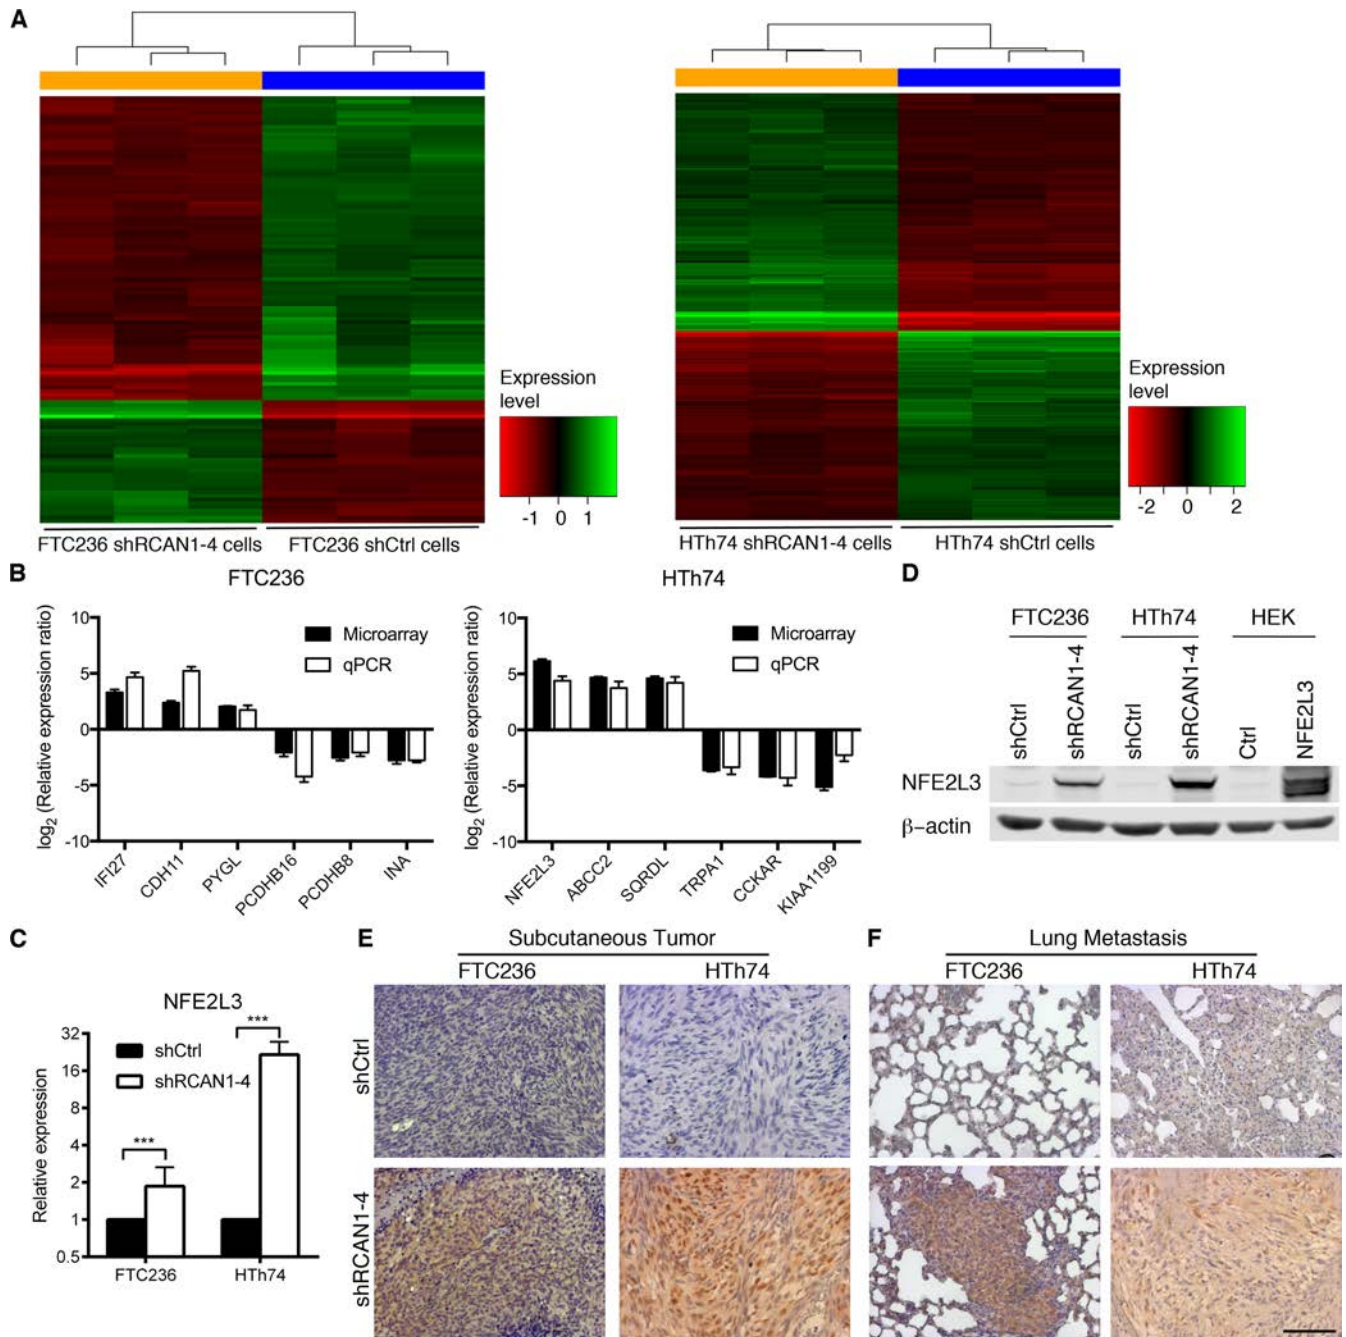 A
Expression
level
-1 0 1
FTC236 shRCAN1-4 cells
FTC236 shCtrl cells
Expression
level
-2 0 2
HTh74 shRCAN1-4 cells
HTh74 shCtrl cells
B
FTC236
log2 (Relative expression ratio)
10
5
0
-5
-10
Microarray
qPCR
IFI27
CDH11
PYGL
PCDHB16
PCDHB8
INA
HTh74
log2 (Relative expression ratio)
10
5
0
-5
-10
Microarray
qPCR
NFE2L3
ABCC2
SQRDL
TRPA1
CCKAR
KIAA1199
D
FTC236 HTh74 HEK
shCtrl
shRCAN1-4
shCtrl
shRCAN1-4
Ctrl
NFE2L3
NFE2L3
β-actin
C
NFE2L3
Relative expression
32
16
8
4
2
1
0.5
shCtrl
shRCAN1-4
***
***
FTC236
HTh74
E
Subcutaneous Tumor
FTC236 HTh74
shCtrl
shRCAN1-4
F
Lung Metastasis
FTC236 HTh74